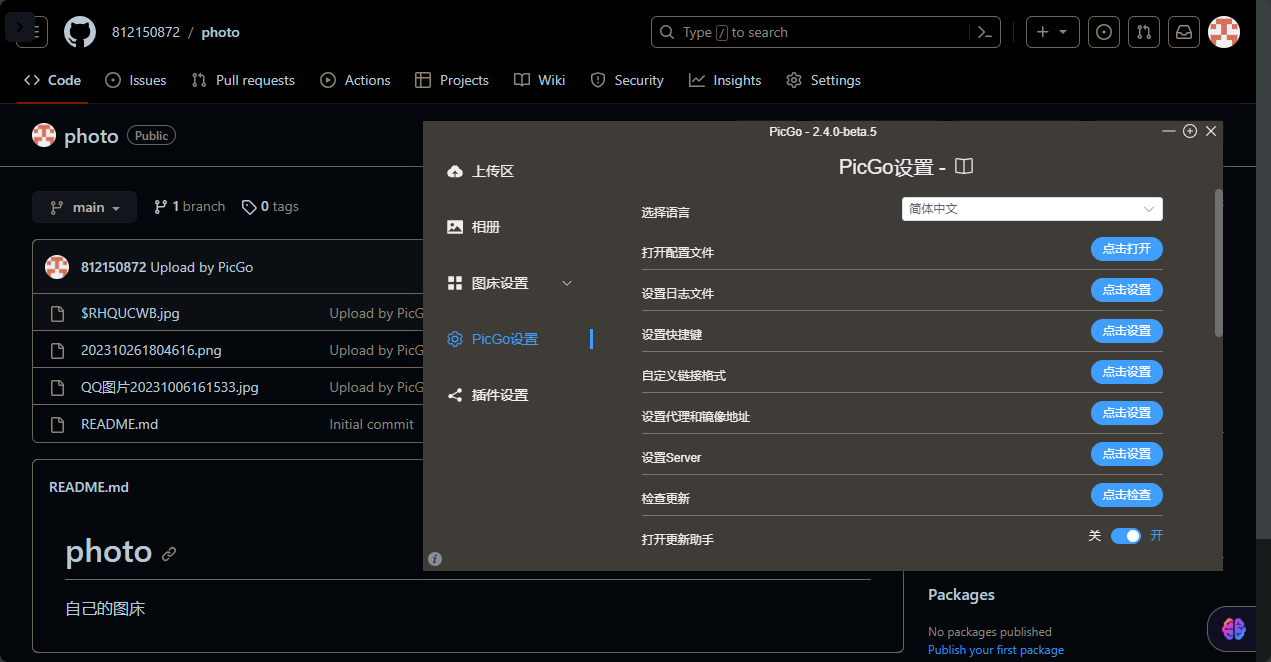 812150872 / photo
Type / to search
Code Issues Pull requests Actions Projects Wiki Security Insights Settings
photo Public
main 1 branch 0 tags
812150872 Upload by PicGo
$RHQUCWB.jpg Upload by PicG
202310261804616.png Upload by PicG
QQ图片20231006161533.jpg Upload by PicG
README.md Initial commit
README.md
photo
自己的图床
PicGo - 2.4.0-beta.5
上传区
相册
图床设置
PicGo设置
插件设置
PicGo设置 -
选择语言 简体中文
打开配置文件 点击打开
设置日志文件 点击设置
设置快捷键 点击设置
自定义链接格式 点击设置
设置代理和镜像地址 点击设置
设置Server 点击设置
检查更新 点击检查
打开更新助手 关 开
Packages
No packages published
Publish your first package